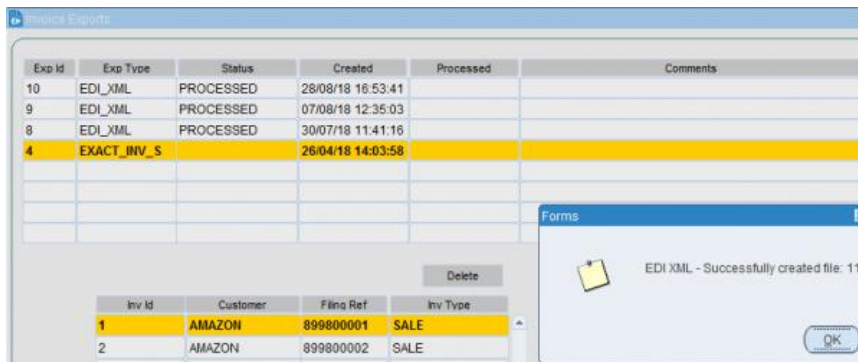 Invoice Exports
Exp Id Exp Type Status Created Processed Comments
10 EDI_XML PROCESSED 28/08/18 16:53:41
9 EDI_XML PROCESSED 07/08/18 12:35:03
8 EDI_XML PROCESSED 30/07/18 11:41:16
4 EXACT_INV_S 26/04/18 14:03:58
Forms
EDI XML - Successfully created file: 11
OK
Delete
Inv Id Customer Filing Ref Inv Type
1 AMAZON 899800001 SALE
2 AMAZON 899800002 SALE